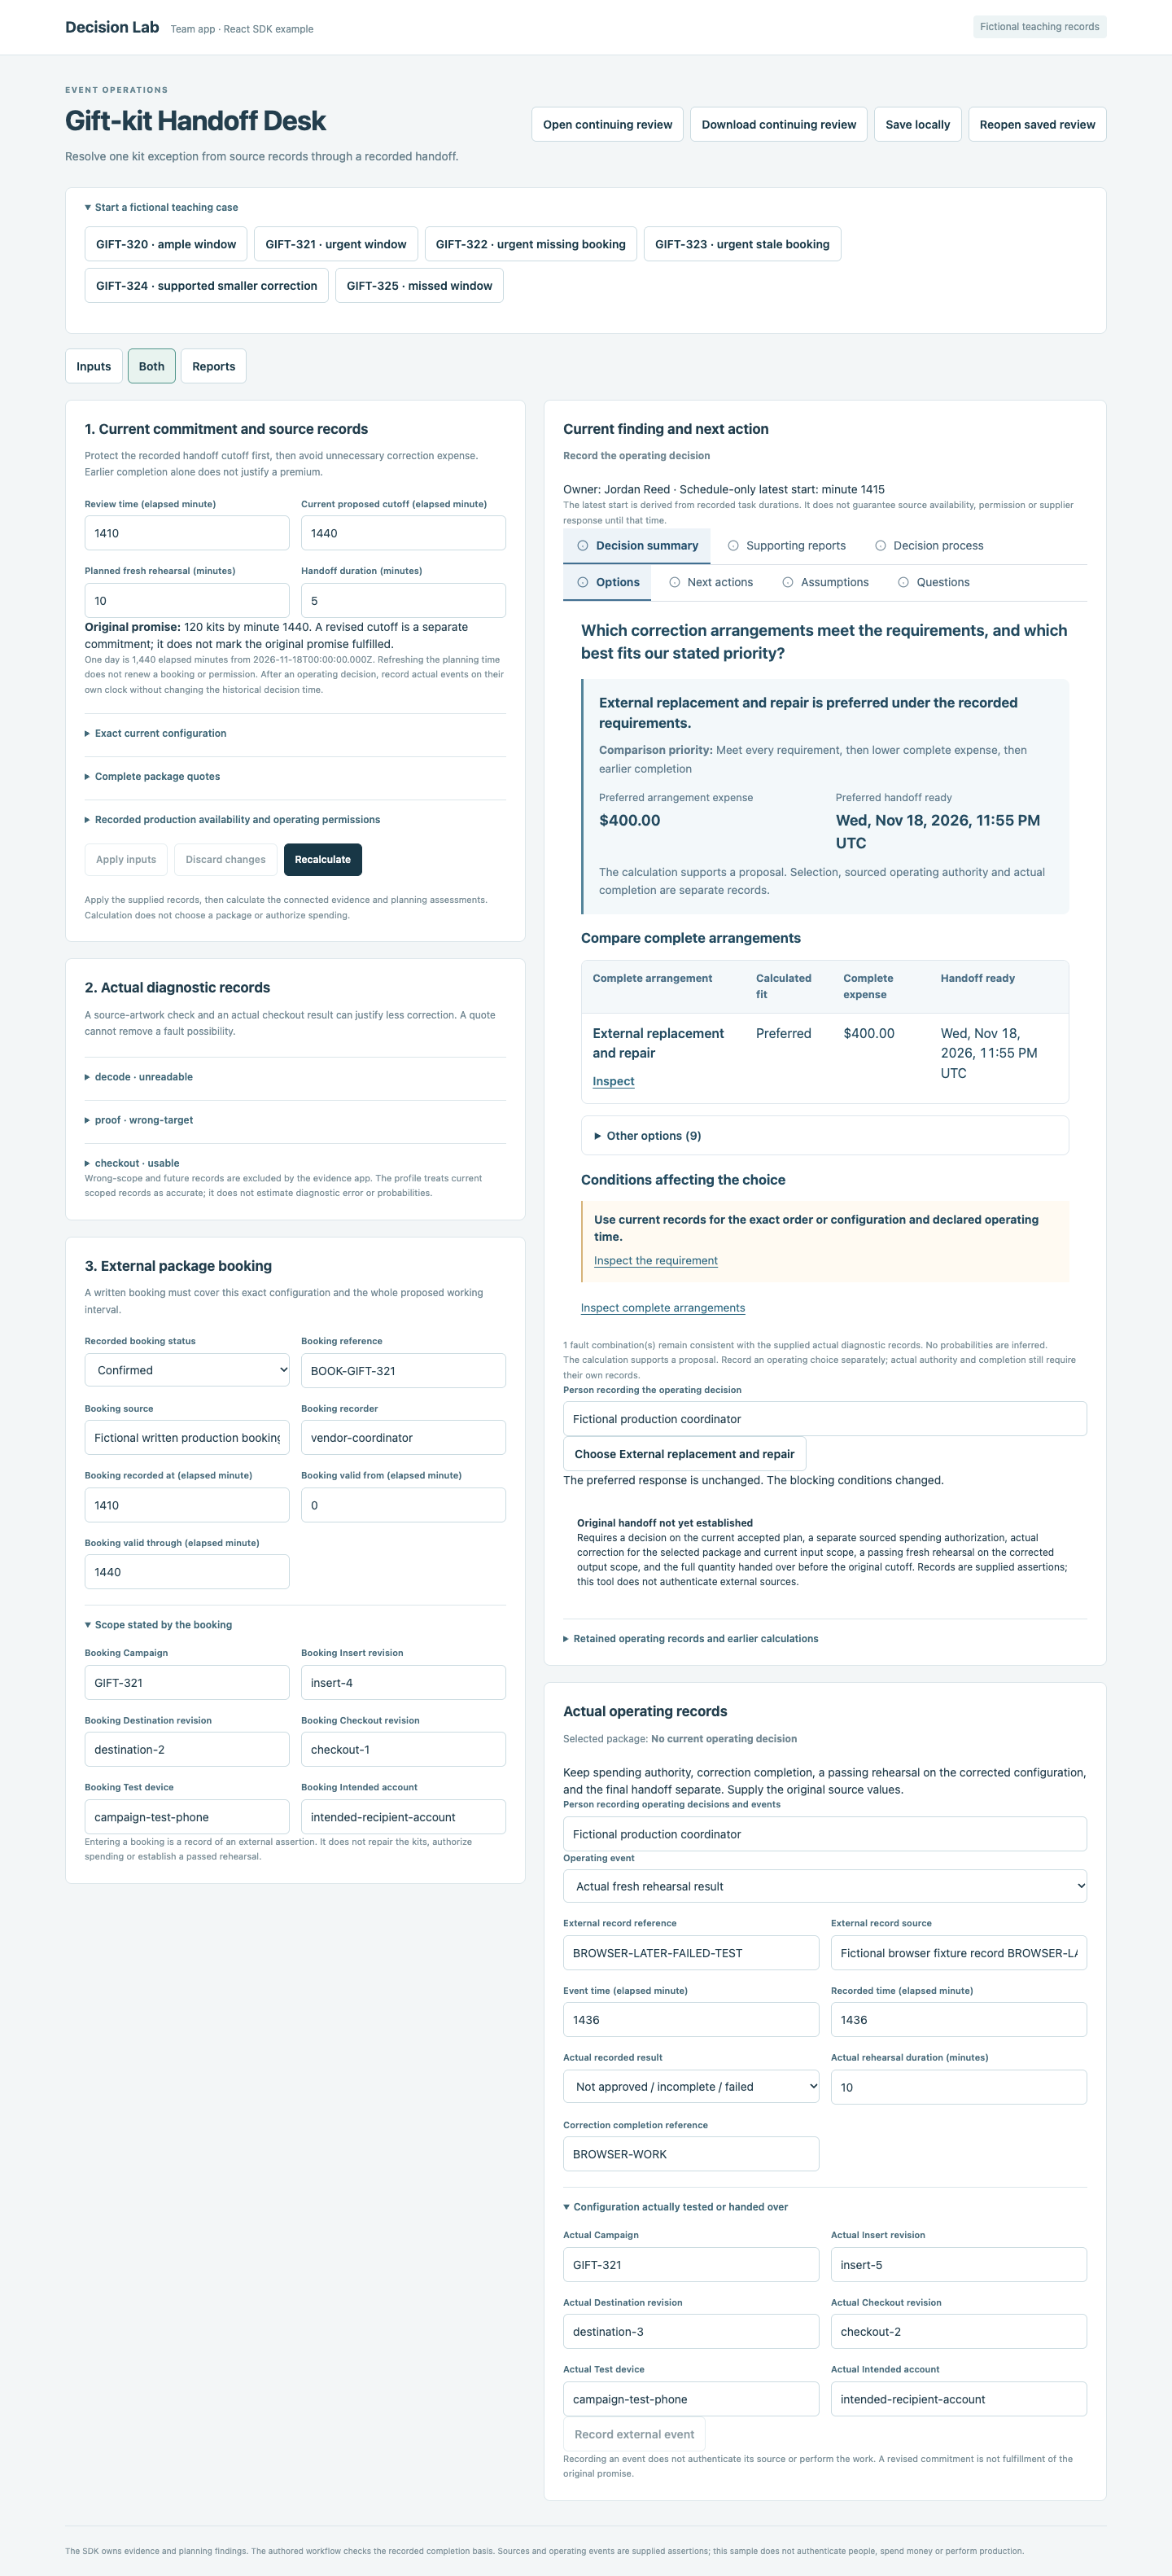 Decision Lab Team app · React SDK example
Fictional teaching records
EVENT OPERATIONS
Gift-kit Handoff Desk
Open continuing review
Download continuing review
Save locally
Reopen saved review
Resolve one kit exception from source records through a recorded handoff.
▼ Start a fictional teaching case
GIFT-320 · ample window
GIFT-321 · urgent window
GIFT-322 · urgent missing booking
GIFT-323 · urgent stale booking
GIFT-324 · supported smaller correction
GIFT-325 · missed window
Inputs
Both
Reports
1. Current commitment and source records
Protect the recorded handoff cutoff first, then avoid unnecessary correction expense.
Earlier completion alone does not justify a premium.
Review time (elapsed minute)
1410
Current proposed cutoff (elapsed minute)
1440
Planned fresh rehearsal (minutes)
10
Handoff duration (minutes)
5
Original promise: 120 kits by minute 1440. A revised cutoff is a separate
commitment; it does not mark the original promise fulfilled.
One day is 1,440 elapsed minutes from 2026-11-18T00:00:00.000Z. Refreshing the planning time
does not renew a booking or permission. After an operating decision, record actual events on their
own clock without changing the historical decision time.
▶ Exact current configuration
▶ Complete package quotes
▶ Recorded production availability and operating permissions
Apply inputs
Discard changes
Recalculate
Apply the supplied records, then calculate the connected evidence and planning assessments.
Calculation does not choose a package or authorize spending.
2. Actual diagnostic records
A source-artwork check and an actual checkout result can justify less correction. A quote
cannot remove a fault possibility.
▶ decode · unreadable
▶ proof · wrong-target
▶ checkout · usable
Wrong-scope and future records are excluded by the evidence app. The profile treats current
scoped records as accurate; it does not estimate diagnostic error or probabilities.
3. External package booking
A written booking must cover this exact configuration and the whole proposed working
interval.
Recorded booking status
Confirmed
Booking reference
BOOK-GIFT-321
Booking source
Fictional written production booking
Booking recorder
vendor-coordinator
Booking recorded at (elapsed minute)
1410
Booking valid from (elapsed minute)
0
Booking valid through (elapsed minute)
1440
▼ Scope stated by the booking
Booking Campaign
GIFT-321
Booking Insert revision
insert-4
Booking Destination revision
destination-2
Booking Checkout revision
checkout-1
Booking Test device
campaign-test-phone
Booking Intended account
intended-recipient-account
Entering a booking is a record of an external assertion. It does not repair the kits, authorize
spending or establish a passed rehearsal.
Current finding and next action
Record the operating decision
Owner: Jordan Reed · Schedule-only latest start: minute 1415
The latest start is derived from recorded task durations. It does not guarantee source availability, permission or supplier
response until that time.
Decision summary
Supporting reports
Decision process
Options
Next actions
Assumptions
Questions
Which correction arrangements meet the requirements, and which
best fits our stated priority?
External replacement and repair is preferred under the recorded
requirements.
Comparison priority: Meet every requirement, then lower complete expense, then
earlier completion
Preferred arrangement expense
$400.00
Preferred handoff ready
Wed, Nov 18, 2026, 11:55 PM
UTC
The calculation supports a proposal. Selection, sourced operating authority and actual
completion are separate records.
Compare complete arrangements
Complete arrangement
Calculated
fit
Complete
expense
Handoff ready
External replacement
and repair
Inspect
Preferred
$400.00
Wed, Nov 18,
2026, 11:55 PM
UTC
▶ Other options (9)
Conditions affecting the choice
Use current records for the exact order or configuration and declared operating
time.
Inspect the requirement
Inspect complete arrangements
1 fault combination(s) remain consistent with the supplied actual diagnostic records. No probabilities are inferred.
The calculation supports a proposal. Record an operating choice separately; actual authority and completion still require
their own records.
Person recording the operating decision
Fictional production coordinator
Choose External replacement and repair
The preferred response is unchanged. The blocking conditions changed.
Original handoff not yet established
Requires a decision on the current accepted plan, a separate sourced spending authorization, actual
correction for the selected package and current input scope, a passing fresh rehearsal on the corrected
output scope, and the full quantity handed over before the original cutoff. Records are supplied assertions;
this tool does not authenticate external sources.
▶ Retained operating records and earlier calculations
Actual operating records
Selected package: No current operating decision
Keep spending authority, correction completion, a passing rehearsal on the corrected configuration,
and the final handoff separate. Supply the original source values.
Person recording operating decisions and events
Fictional production coordinator
Operating event
Actual fresh rehearsal result
External record reference
BROWSER-LATER-FAILED-TEST
External record source
Fictional browser fixture record BROWSER-LA
Event time (elapsed minute)
1436
Recorded time (elapsed minute)
1436
Actual recorded result
Not approved / incomplete / failed
Actual rehearsal duration (minutes)
10
Correction completion reference
BROWSER-WORK
▼ Configuration actually tested or handed over
Actual Campaign
GIFT-321
Actual Insert revision
insert-5
Actual Destination revision
destination-3
Actual Checkout revision
checkout-2
Actual Test device
campaign-test-phone
Actual Intended account
intended-recipient-account
Record external event
Recording an event does not authenticate its source or perform the work. A revised commitment is not fulfillment of the
original promise.
The SDK owns evidence and planning findings. The authored workflow checks the recorded completion basis. Sources and operating events are supplied assertions; this sample does not authenticate people, spend money or perform production.